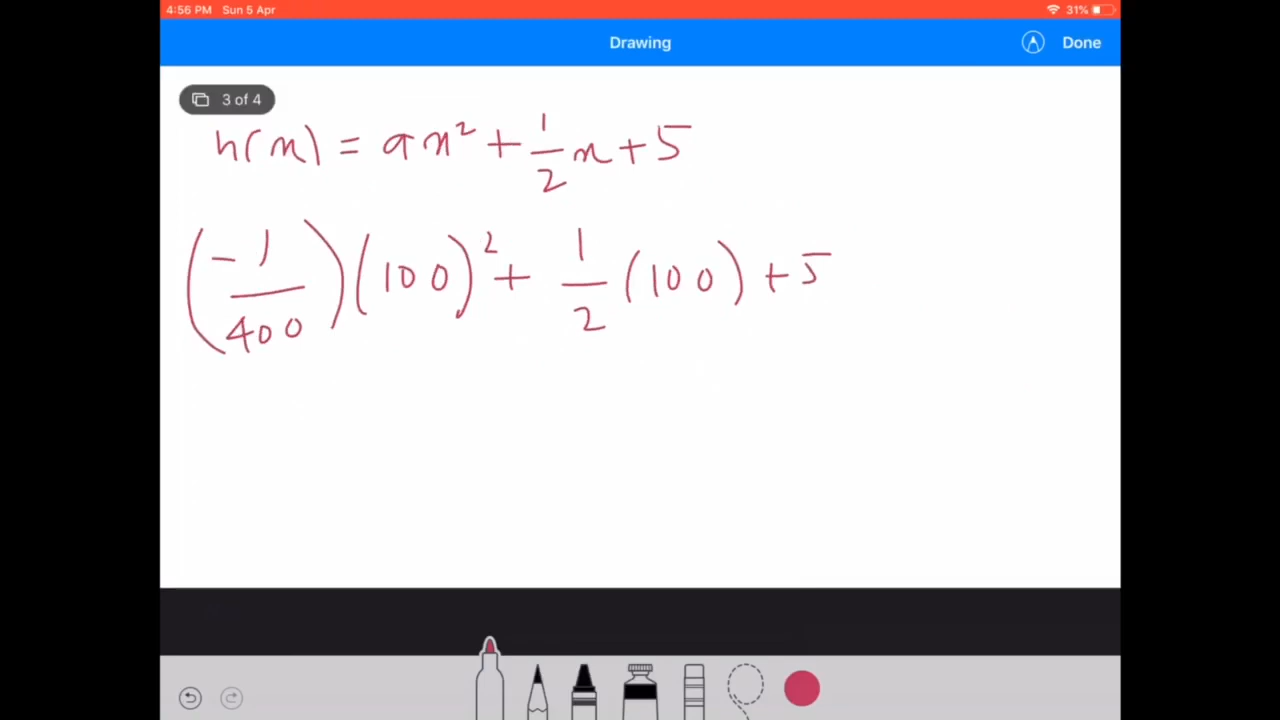 4:56 PM Sun 5 Apr 31%
Drawing Done
3 of 4
h(x) = ax² + 1/2 x + 5
(-1/400)(100)² + 1/2 (100) + 5